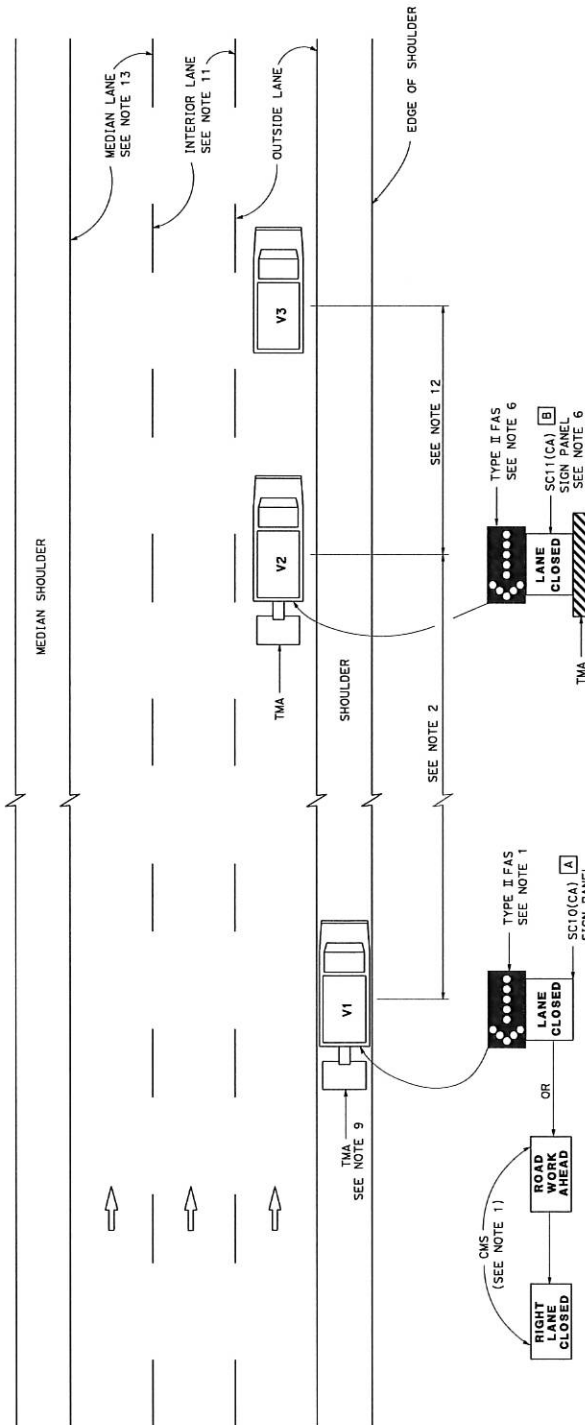 MEDIAN SHOULDER
MEDIAN LANE
SEE NOTE 13
INTERIOR LANE
SEE NOTE 11
OUTSIDE LANE
EDGE OF SHOULDER
V3
V2
TMA
SHOULDER
V1
TMA
SEE NOTE 9
SEE NOTE 2
SEE NOTE 12
CMS
(SEE NOTE 1)
RIGHT
LANE
CLOSED
ROAD
WORK
AHEAD
OR
TYPE II FAS
SEE NOTE 1
LANE
CLOSED
SC10(CA) A
TYPE II FAS
SEE NOTE 6
LANE
CLOSED
SC11(CA) B
SIGN PANEL
SEE NOTE 6
TMA